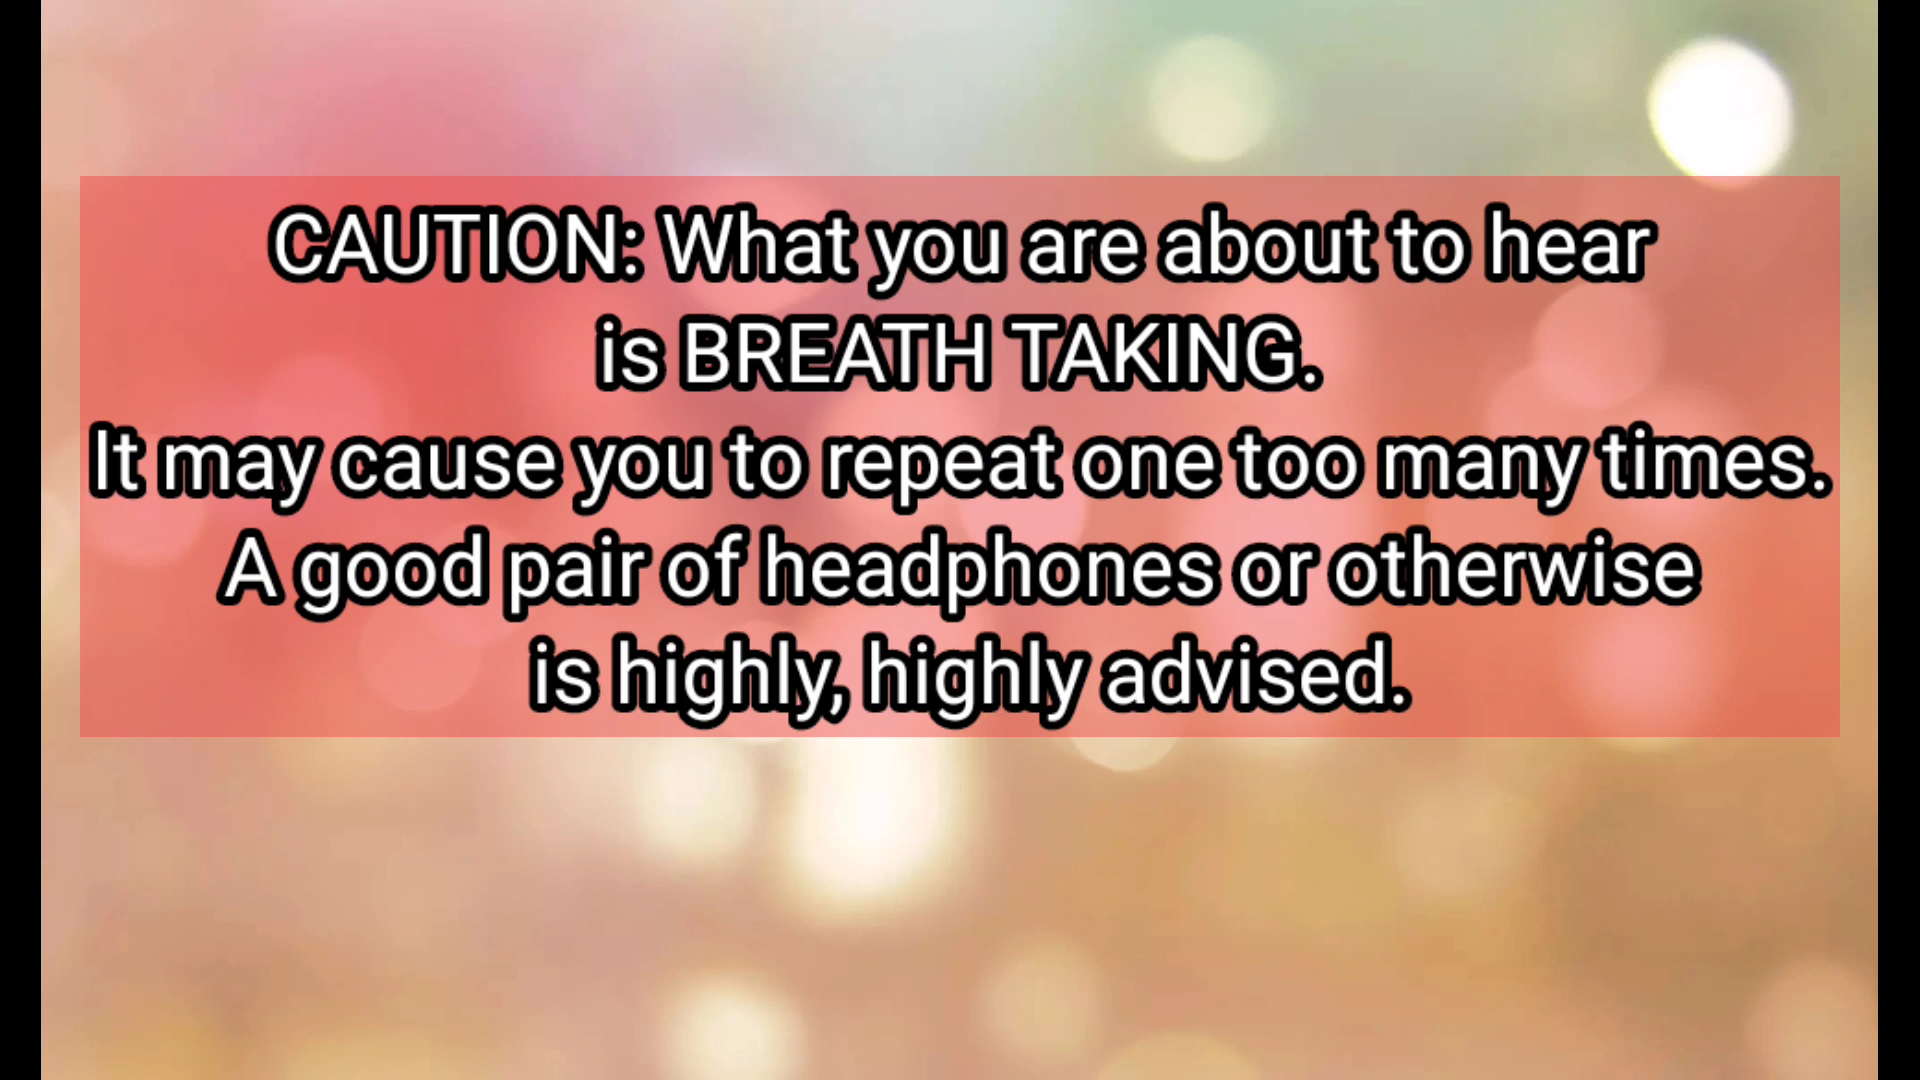 CAUTION: What you are about to hear
is BREATH TAKING.
It may cause you to repeat one too many times.
A good pair of headphones or otherwise
is highly, highly advised.